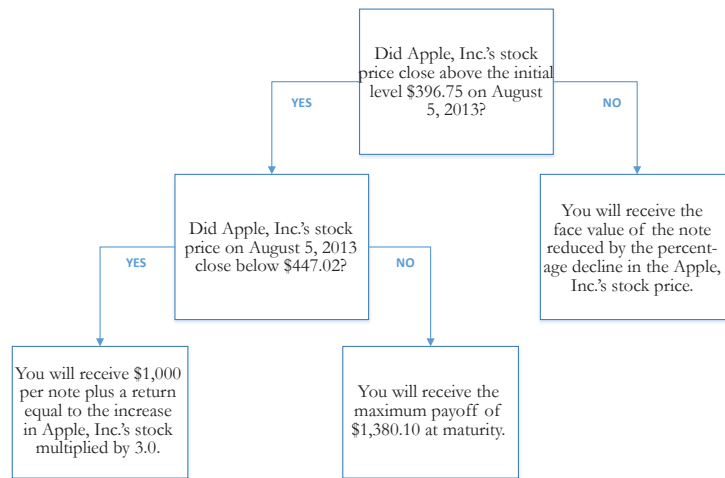 Did Apple, Inc.'s stock
price close above the initial
level $396.75 on August
5, 2013?
YES
NO
Did Apple, Inc.'s stock
price on August 5, 2013
close below $447.02?
You will receive the
face value of the note
reduced by the percent-
age decline in the Apple,
Inc.'s stock price.
YES
NO
You will receive $1,000
per note plus a return
equal to the increase
in Apple, Inc.'s stock
multiplied by 3.0.
You will receive the
maximum payoff of
$1,380.10 at maturity.